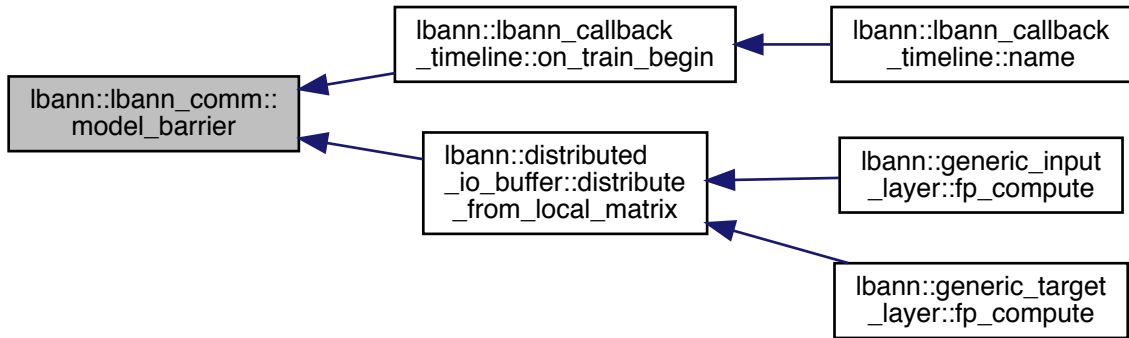 lbann::lbann_comm::
model_barrier
lbann::lbann_callback
_timeline::on_train_begin
lbann::lbann_callback
_timeline::name
lbann::distributed
_io_buffer::distribute
_from_local_matrix
lbann::generic_input
_layer::fp_compute
lbann::generic_target
_layer::fp_compute